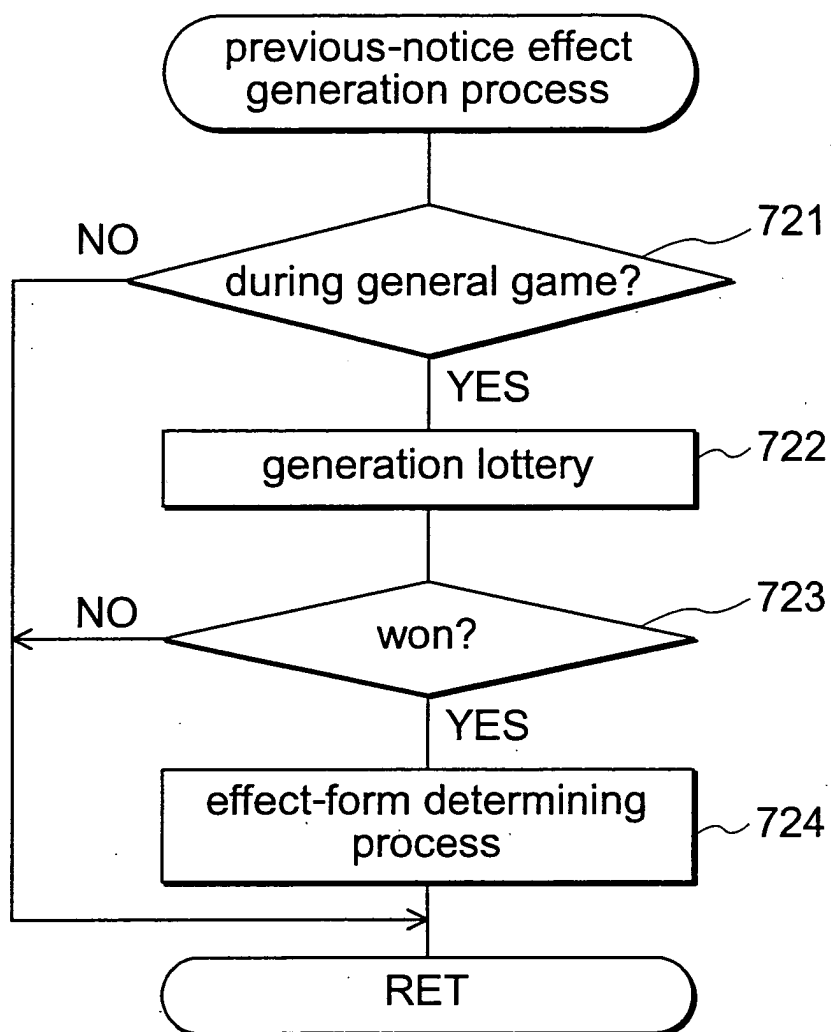 previous-notice effect
generation process
721
NO
during general game?
YES
722
generation lottery
723
NO
won?
YES
effect-form determining
process
724
RET